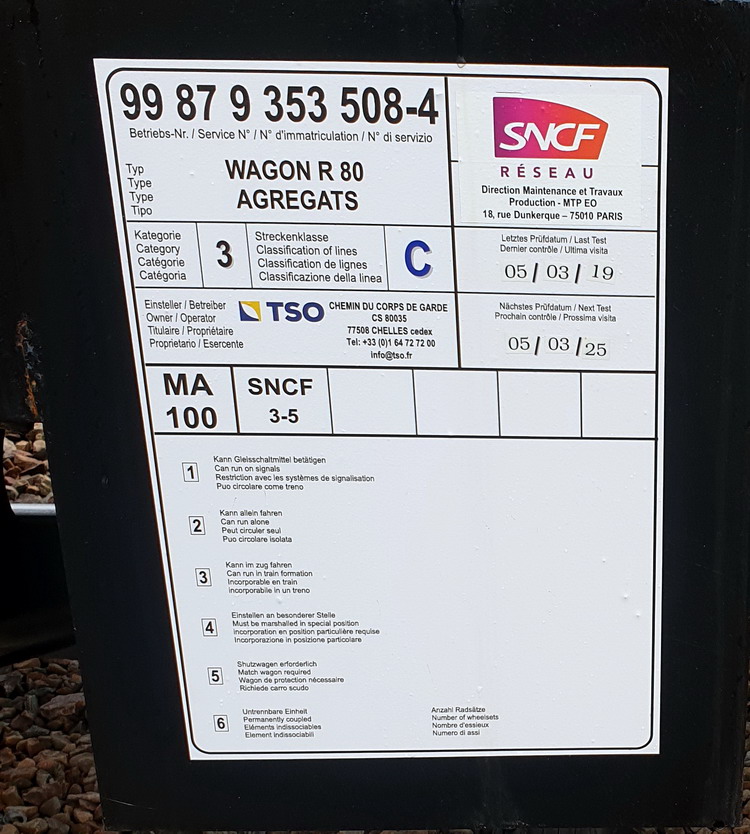 99 87 9 353 508-4
Betriebs-Nr. / Service N° / N° d'immatriculation / N° di servizio
Typ
Type
Type
Tipo
WAGON R 80
AGREGATS
SNCF
RÉSEAU
Direction Maintenance et Travaux
Production - MTP EO
18, rue Dunkerque – 75010 PARIS
Kategorie
Category
Catégorie
Catégoria
3
Streckenklasse
Classification of lines
Classification de lignes
Classificazione della linea
C
Letztes Prüfdatum / Last Test
Dernier contrôle / Ultima visita
05 / 03 / 19
Einsteller / Betreiber
Owner / Operator
Titulaire / Propriétaire
Proprietario / Esercente
TSO
CHEMIN DU CORPS DE GARDE
CS 80035
77508 CHELLES cedex
Tel: +33 (0)1 64 72 72 00
info@tso.fr
Nächstes Prüfdatum / Next Test
Prochain contrôle / Prossima visita
05 / 03 / 25
MA
100
SNCF
3-5
1
Kann Gleisschaltmittel betätigen
Can run on signals
Restriction avec les systèmes de signalisation
Puo circolare come treno
2
Kann allein fahren
Can run alone
Peut circuler seul
Puo circolare isolata
3
Kann im zug fahren
Can run in train formation
Incorporable en train
incorporabile in un treno
4
Einstellen an besonderer Stelle
Must be marshalled in special position
incorporation en position particulière requise
Incorporazione in posizione particolare
5
Shutzwagen erforderlich
Match wagon required
Wagon de protection nécessaire
Richiede carro scudo
6
Untrennbare Einheit
Permanently coupled
Eléments indissociables
Element Indissociabili
Anzahl Radsätze
Number of wheelsets
Nombre d'essieux
Numero di assi